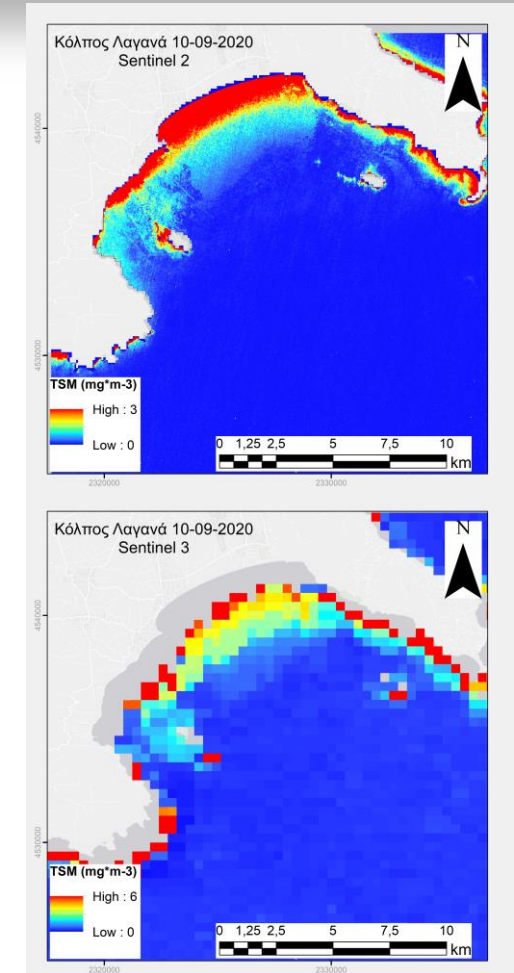 Κόλπος Λαγανά 10-09-2020
Sentinel 2
N
4540000
4530000
TSM (mg*m-3)
High : 3
Low : 0
0 1,25 2,5 5 7,5 10
km
2320000 2330000
Κόλπος Λαγανά 10-09-2020
Sentinel 3
N
4540000
4530000
TSM (mg*m-3)
High : 6
Low : 0
0 1,25 2,5 5 7,5 10
km
2320000 2330000